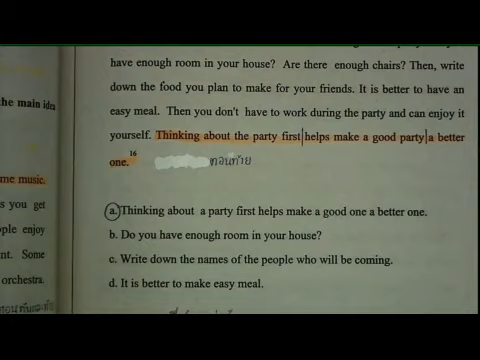 have enough room in your house? Are there enough chairs? Then, write
down the food you plan to make for your friends. It is better to have an
easy meal. Then you don't have to work during the party and can enjoy it
yourself. Thinking about the party first helps make a good party a better
one.16 ตอนท้าย
a. Thinking about a party first helps make a good one a better one.
b. Do you have enough room in your house?
c. Write down the names of the people who will be coming.
d. It is better to make easy meal.
the main idea
me music.
s you get
ple enjoy
nt. Some
orchestra.